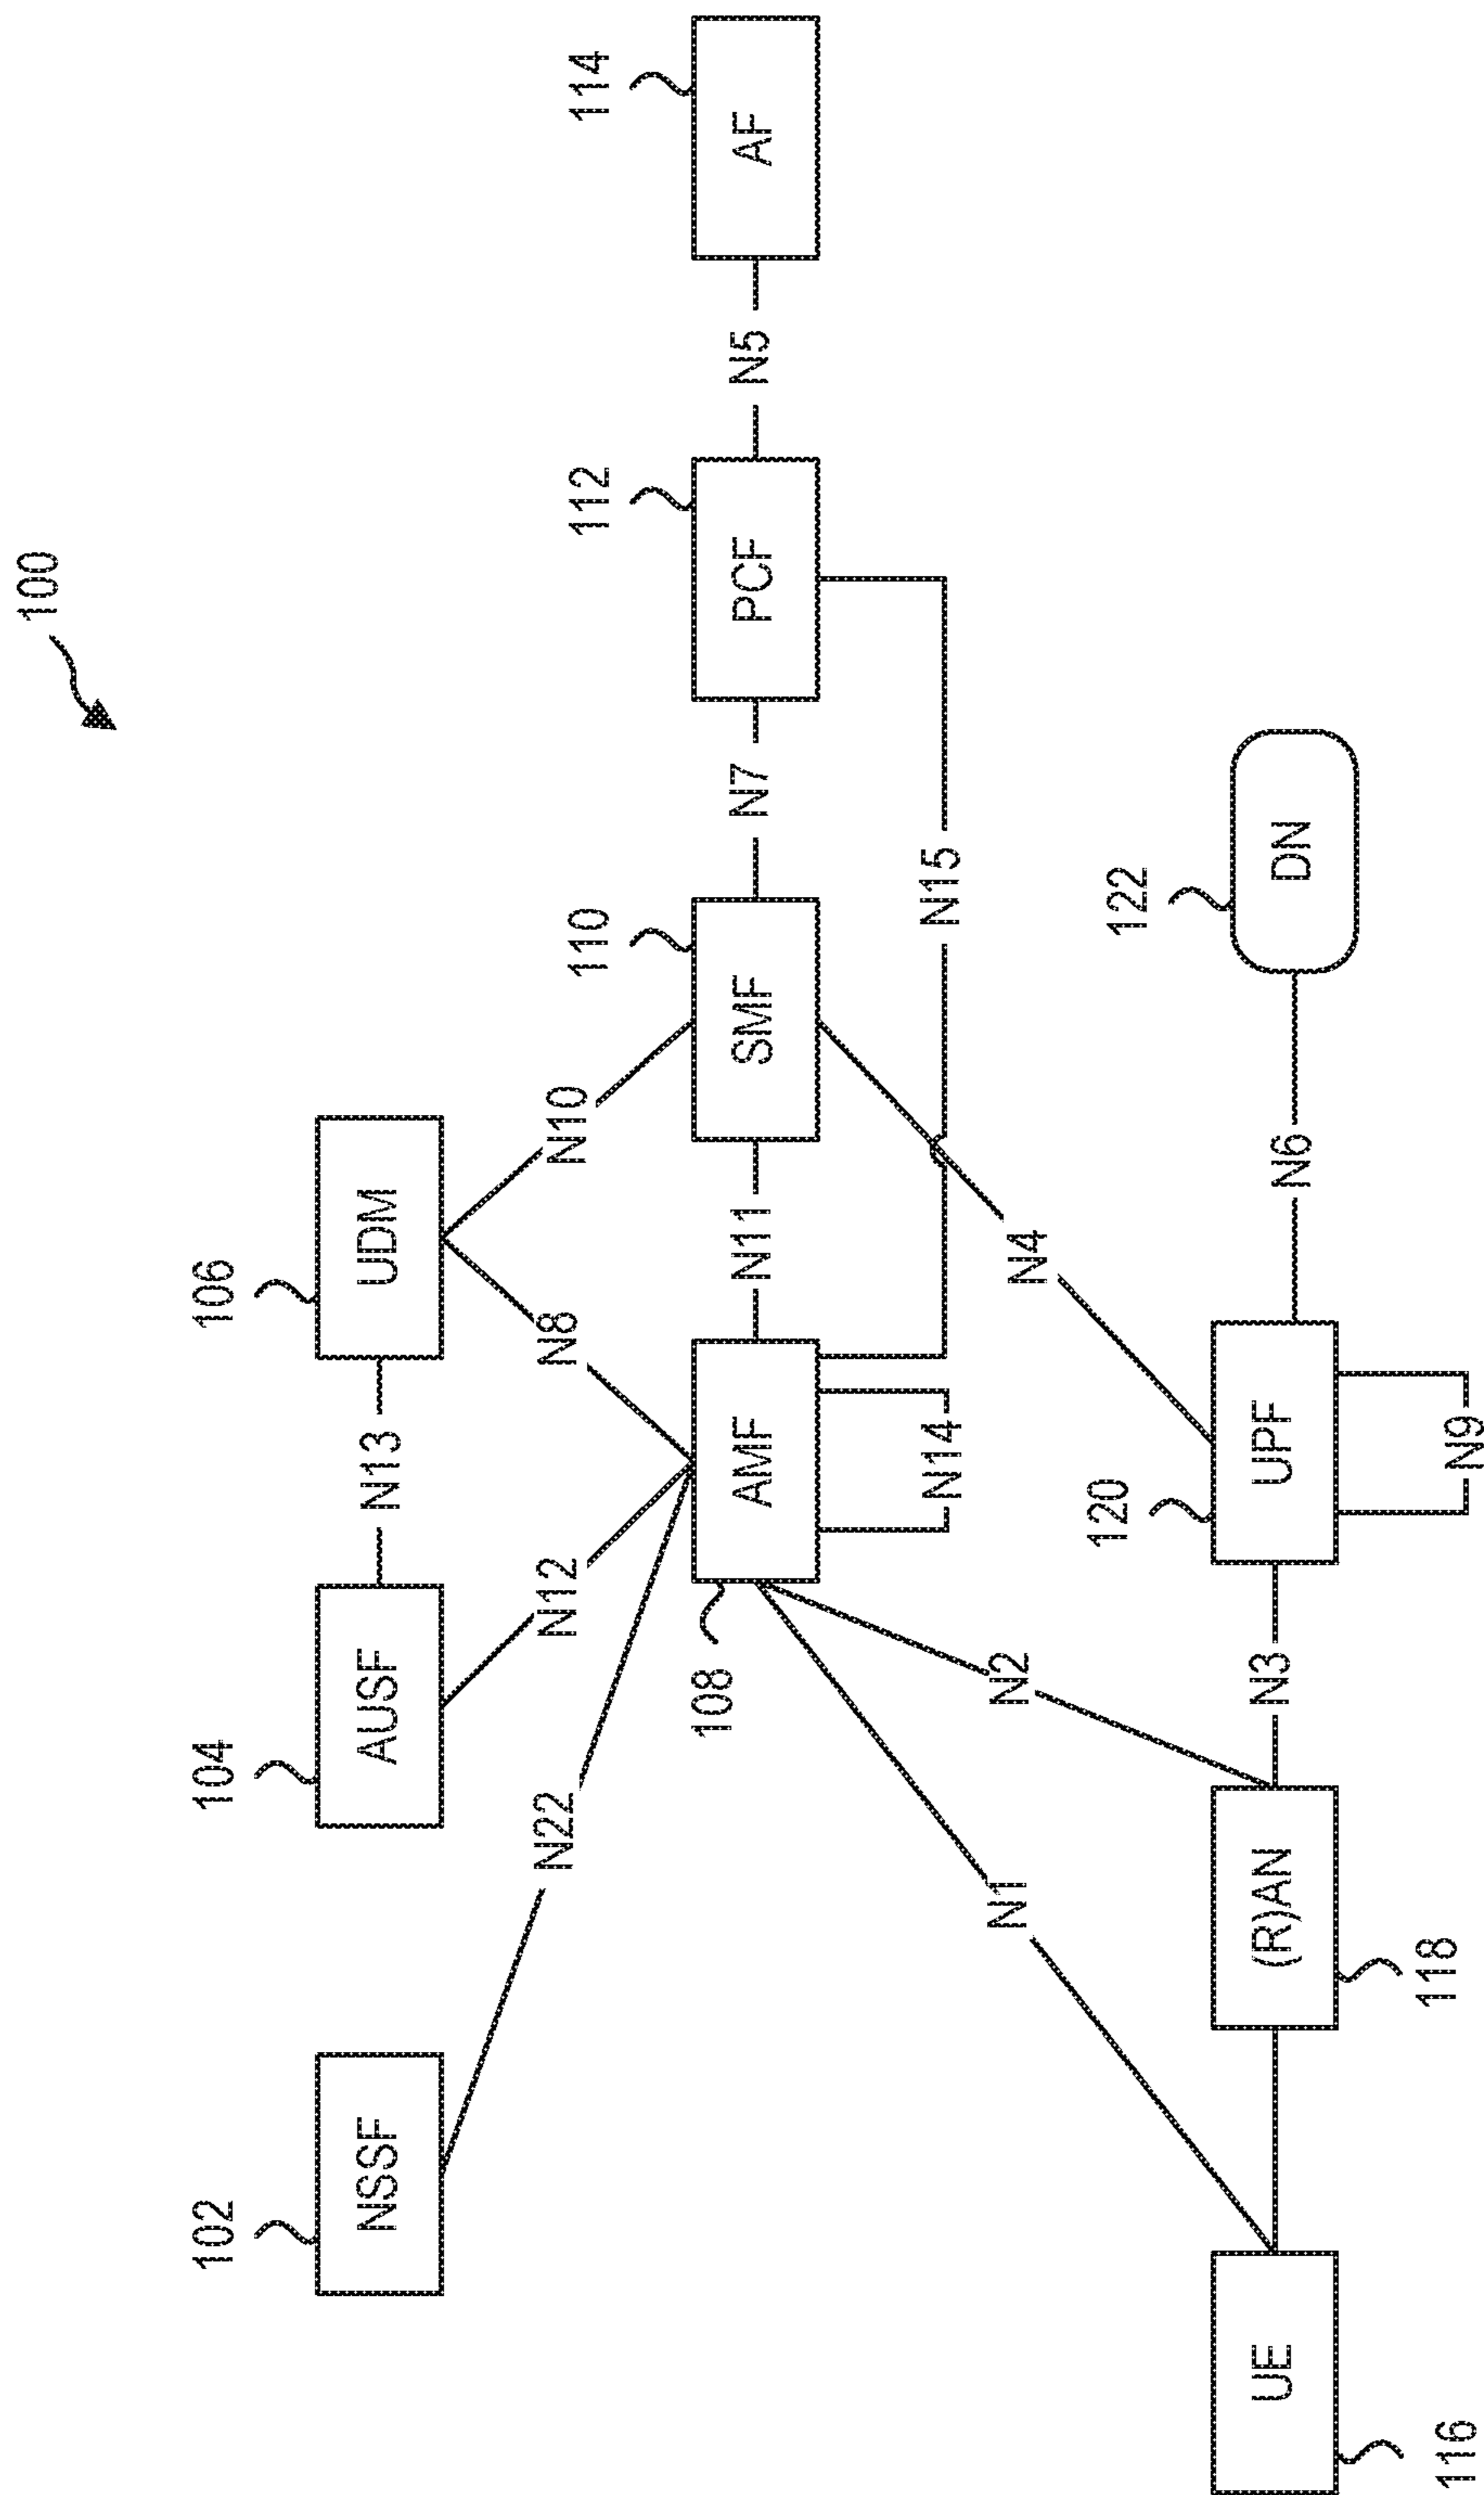 100
102
104
106
NSSF
AUSF
N13
UDM
N22
N12
N8
N10
110
112
114
108
AMF
N11
SMF
N7
PCF
N5
AF
N14
N15
N1
N2
N4
120
122
UE
(R)AN
N3
UPF
N6
DN
116
118
N9